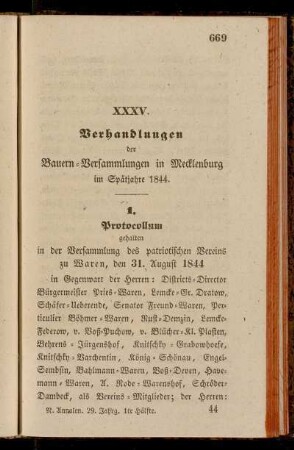 669
XXXV.
Verhandlungen
der
Bauern-Versammlungen in Mecklenburg
im Spätjahre 1844.
1.
Protocollum
gehalten
in der Versammlung des patriotischen Vereins
zu Waren, den 31. August 1844
in Gegenwart der Herren: Districts-Director
Bürgermeister Pries-Waren, Lemcke-Gr. Dratow,
Schäfer-Ueberende, Senator Freund-Waren, Par-
ticulier Böhmer-Waren, Rust-Demzin, Lemcke-
Federow, v. Voß-Puchow, v. Blücher-Kl. Plasten,
Behrens-Jürgenshof, Knitschky-Grabowhoefe,
Knitschky-Varchentin, König-Schönau, Engel-
Sembzin, Bahlmann-Waren, Voß-Deven, Have-
mann-Waren, A. Rode-Warenshof, Schröder-
Dambeck, als Vereins-Mitglieder; der Herren:
N. Annalen. 29. Jahrg. 1te Hälfte. 44